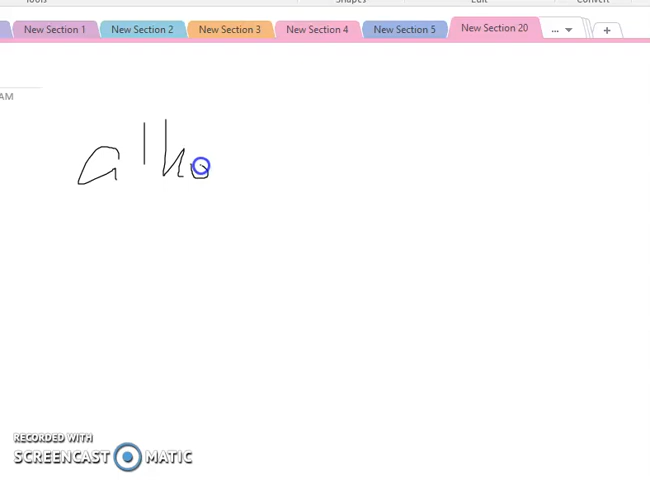 New Section 1 New Section 2 New Section 3 New Section 4 New Section 5 New Section 20 ... +
AM
RECORDED WITH
SCREENCAST MATIC